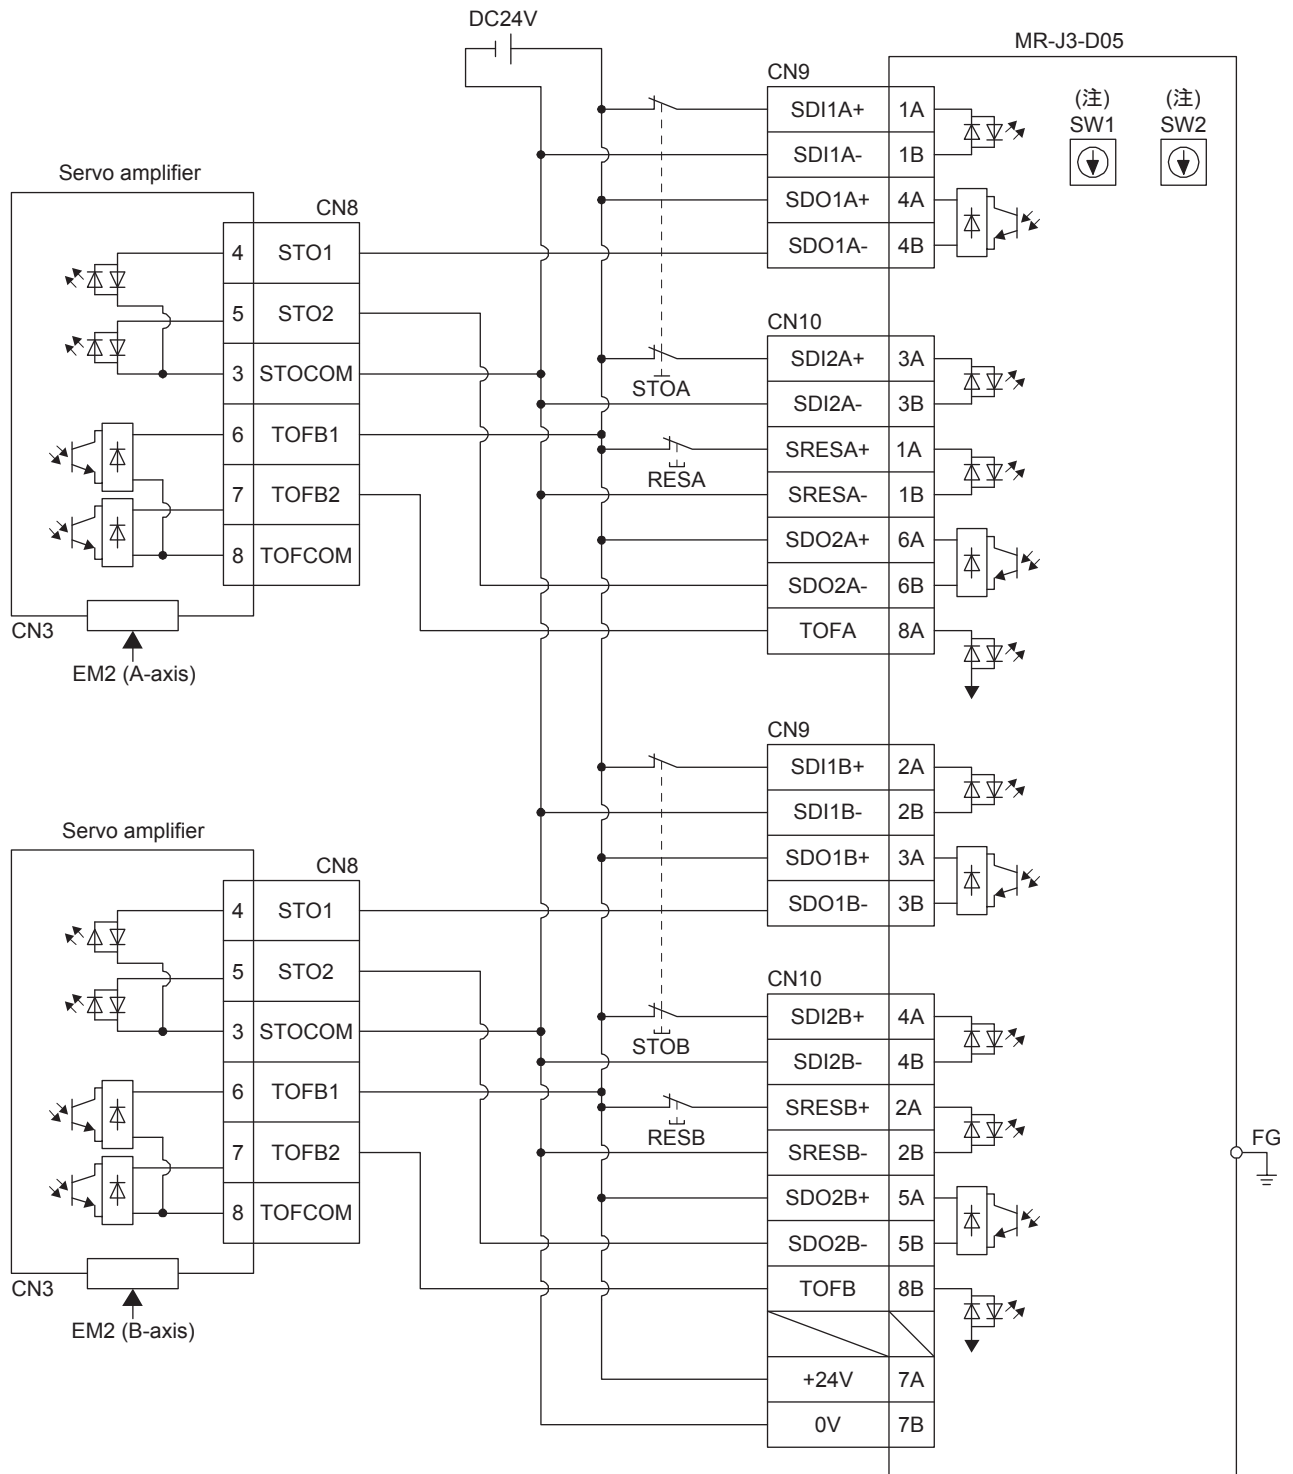 DC24V
MR-J3-D05
CN9
SDI1A+ 1A
SDI1A- 1B
SDO1A+ 4A
SDO1A- 4B
(注)
SW1
(注)
SW2
Servo amplifier
CN8
4 STO1
5 STO2
3 STOCOM
6 TOFB1
7 TOFB2
8 TOFCOM
CN3
EM2 (A-axis)
CN10
SDI2A+ 3A
SDI2A- 3B
SRESA+ 1A
SRESA- 1B
SDO2A+ 6A
SDO2A- 6B
TOFA 8A
STOA
RESA
CN9
SDI1B+ 2A
SDI1B- 2B
SDO1B+ 3A
SDO1B- 3B
Servo amplifier
CN8
4 STO1
5 STO2
3 STOCOM
6 TOFB1
7 TOFB2
8 TOFCOM
CN3
EM2 (B-axis)
CN10
SDI2B+ 4A
SDI2B- 4B
SRESB+ 2A
SRESB- 2B
SDO2B+ 5A
SDO2B- 5B
TOFB 8B
+24V 7A
0V 7B
STOB
RESB
FG